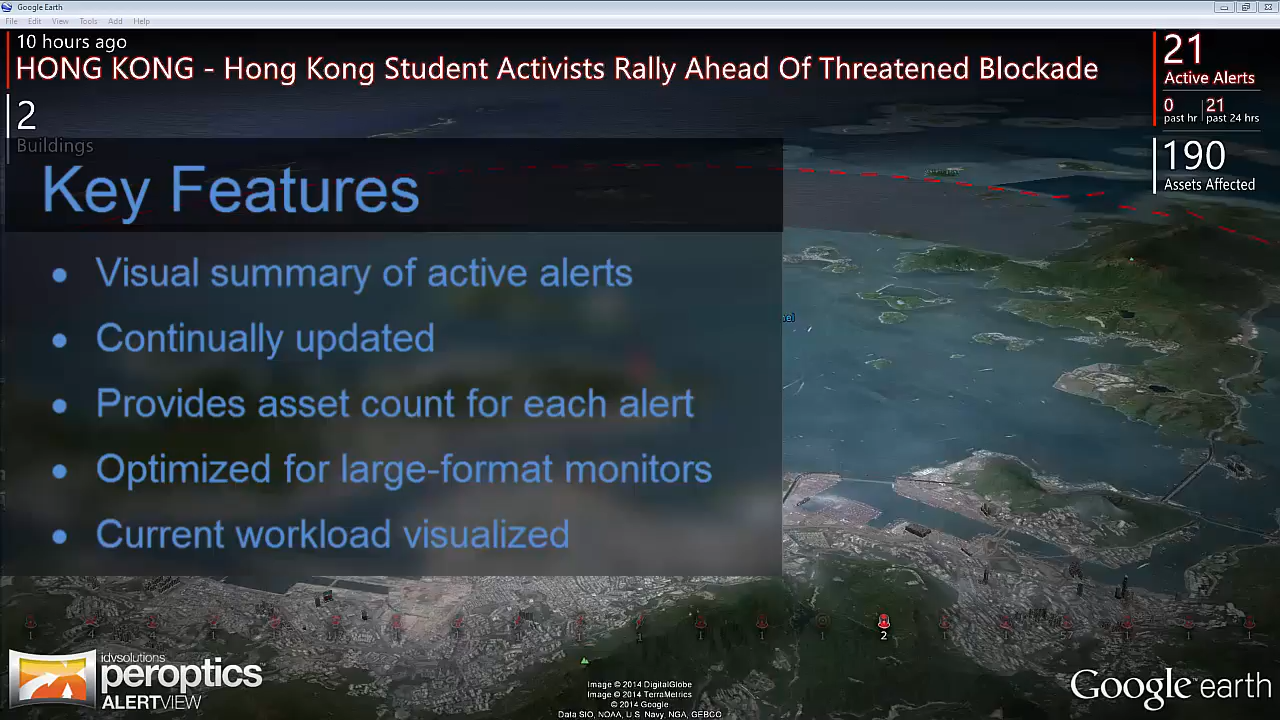 Google Earth
File Edit View Tools Add Help
10 hours ago
HONG KONG - Hong Kong Student Activists Rally Ahead Of Threatened Blockade
2
Buildings
21
Active Alerts
0 21
past hr past 24 hrs
190
Assets Affected
Key Features
• Visual summary of active alerts
• Continually updated
• Provides asset count for each alert
• Optimized for large-format monitors
• Current workload visualized
2
idvsolutions
peroptics
ALERTVIEW
Image © 2014 DigitalGlobe
Image © 2014 TerraMetrics
© 2014 Google
Data SIO, NOAA, U.S. Navy, NGA, GEBCO
Google earth